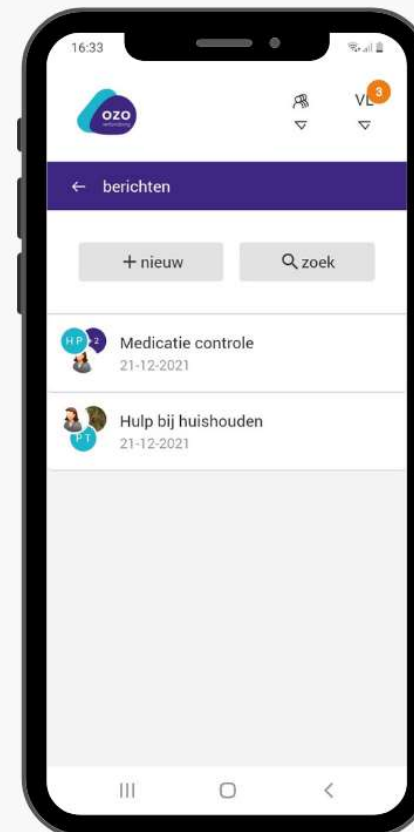 16:33
ozo
VL
3
berichten
+ nieuw
zoek
HP
+2
Medicatie controle
21-12-2021
PT
Hulp bij huishouden
21-12-2021